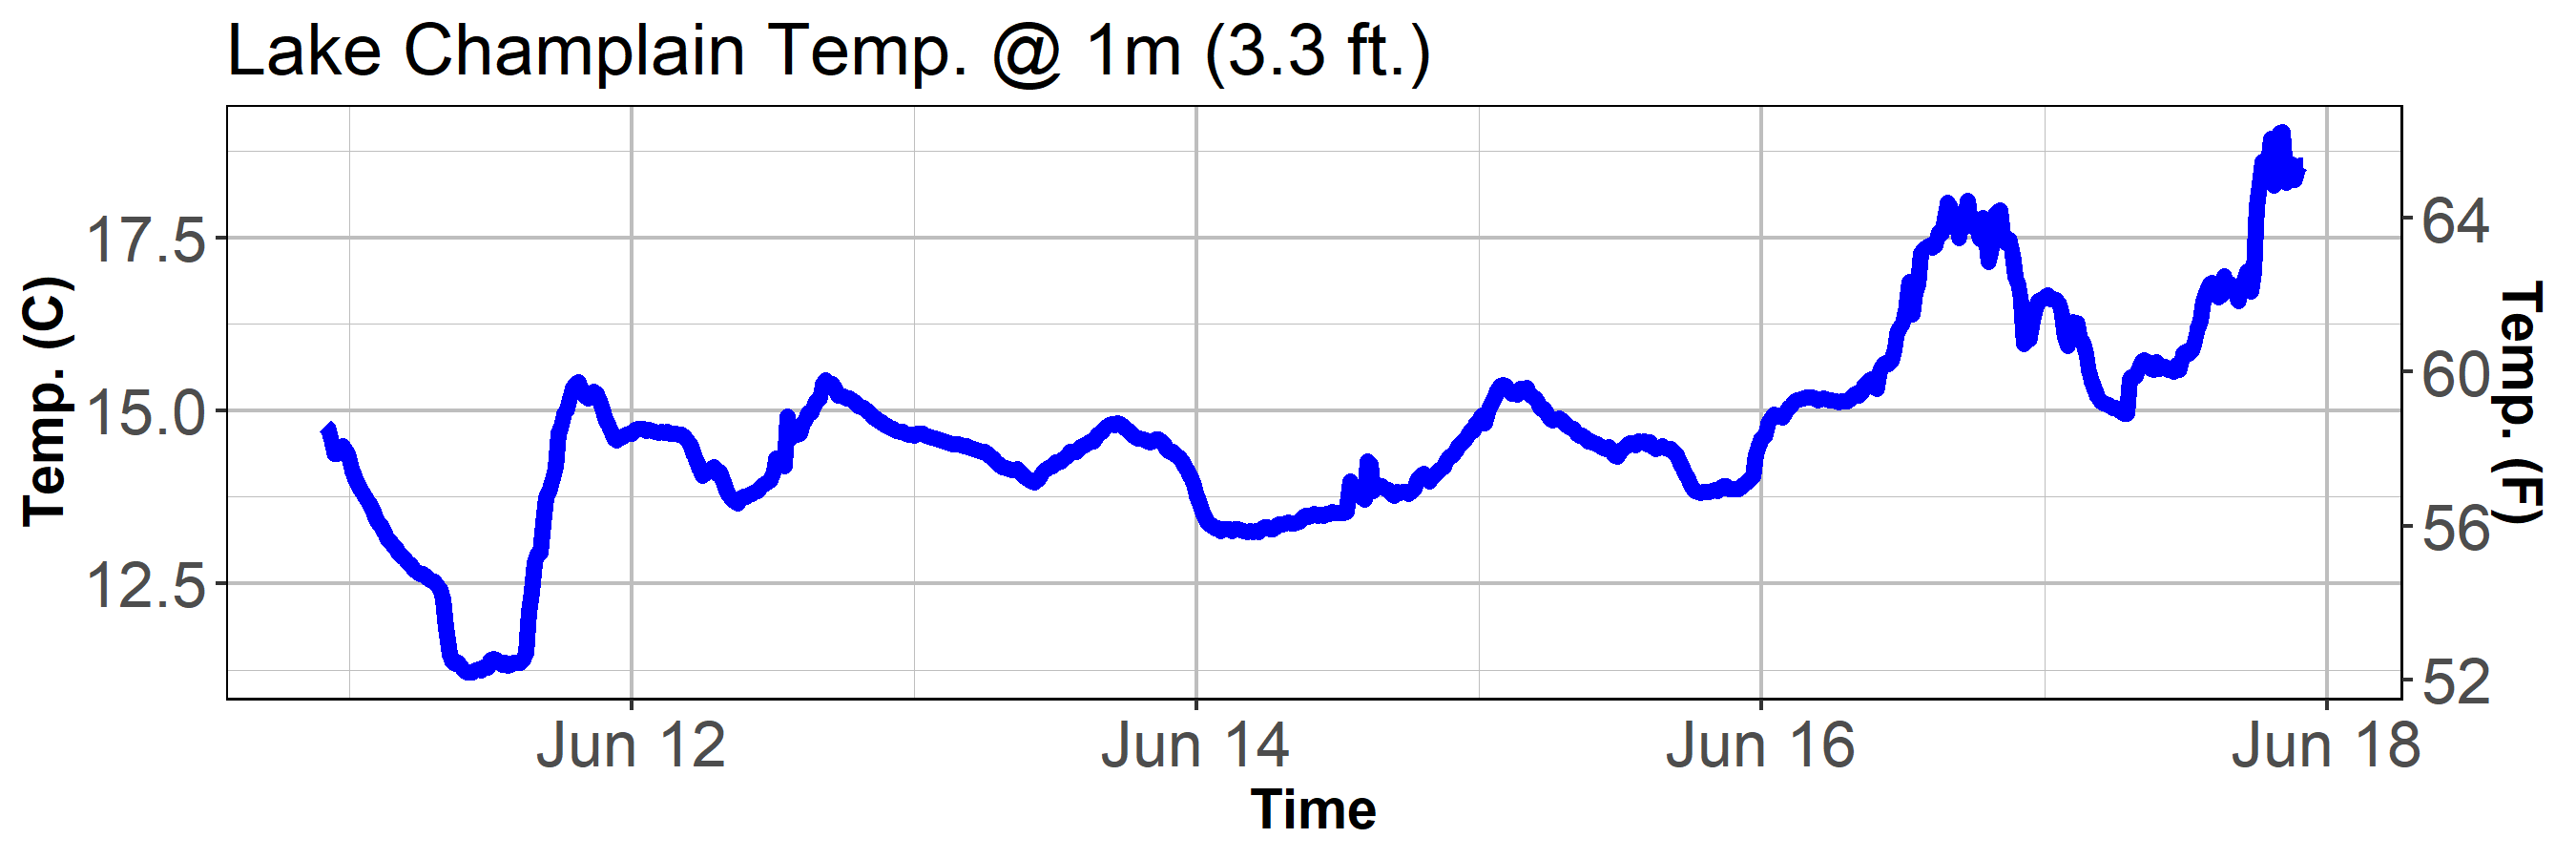 Lake Champlain Temp. @ 1m (3.3 ft.)
Temp. (C)
17.5
15.0
12.5
64
60
56
52
Temp. (F)
Jun 12
Jun 14
Jun 16
Jun 18
Time